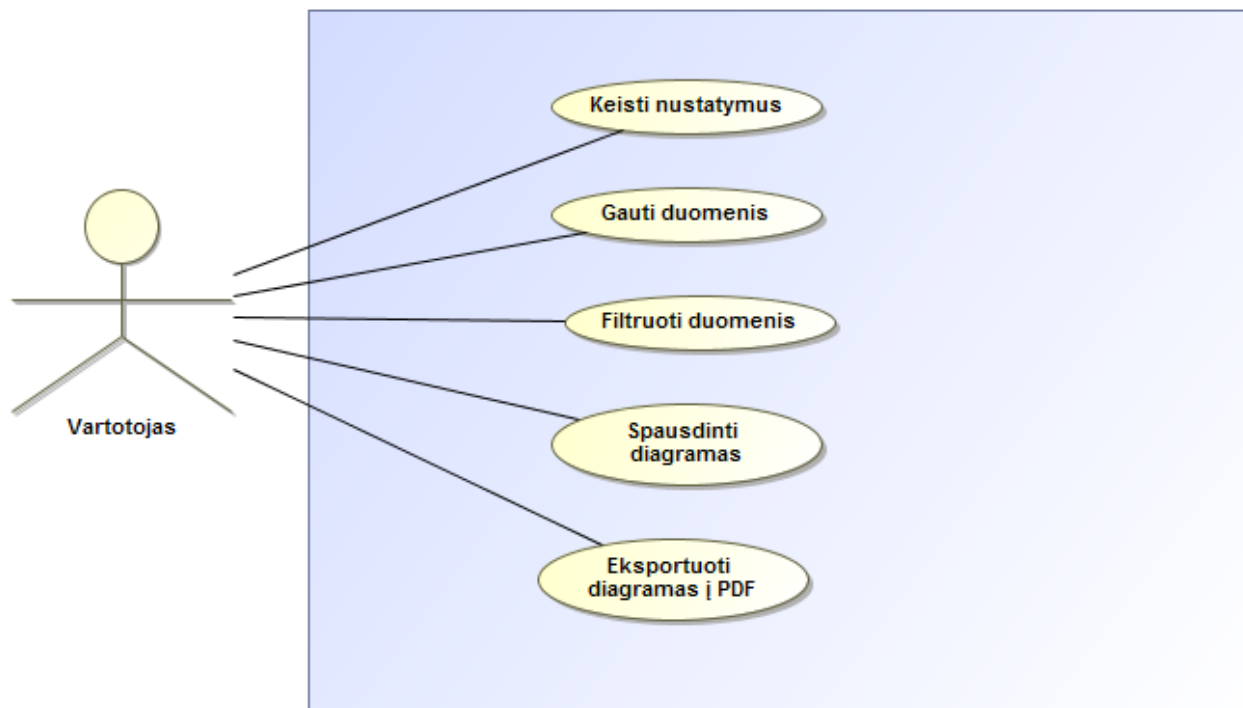 Keisti nustatymus
Gauti duomenis
Filtruoti duomenis
Spausdinti
diagramas
Eksportuoti
diagramas į PDF
Vartotojas